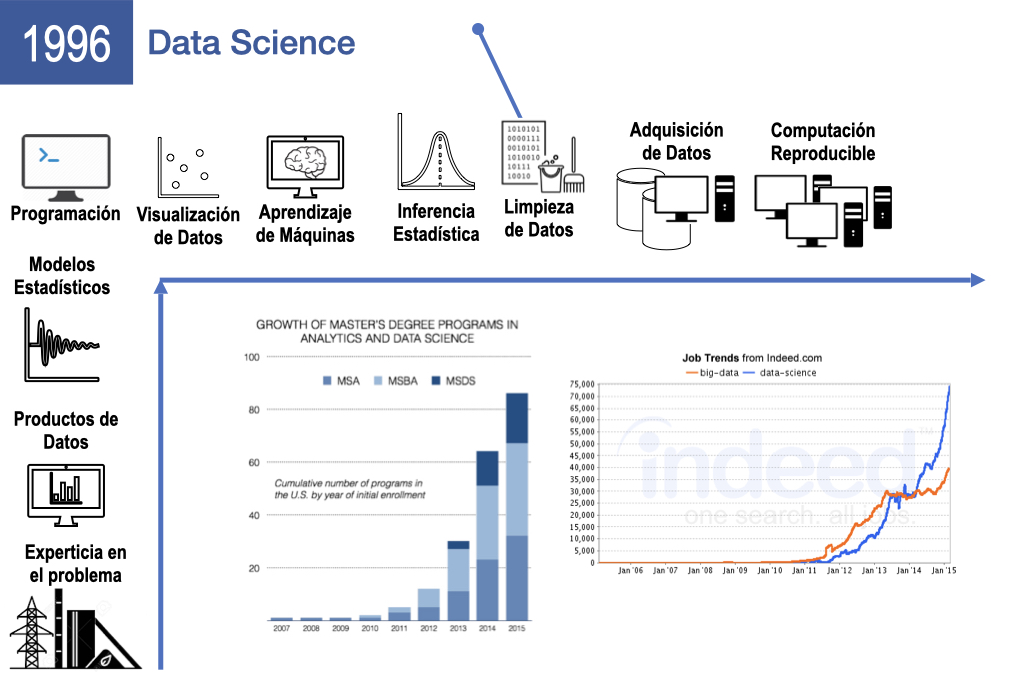 1996
Data Science
1010101
0000111
0010101
1010010
10111
10010
Programación
Visualización
de Datos
Aprendizaje
de Máquinas
Inferencia
Estadística
Limpieza
de Datos
Adquisición
de Datos
Computación
Reproducible
Modelos
Estadísticos
Productos de
Datos
Experticia en
el problema
GROWTH OF MASTER'S DEGREE PROGRAMS IN
ANALYTICS AND DATA SCIENCE
100
MSA MSBA MSDS
80
60
Cumulative number of programs in
the U.S. by year of initial enrollment
40
20
2007 2008 2009 2010 2011 2012 2013 2014 2015
Job Trends from Indeed.com
big-data data-science
75,000
70,000
65,000
60,000
55,000
50,000
45,000
40,000
35,000
30,000
25,000
20,000
15,000
10,000
5,000
0
indeed™
one search. all jobs.
Jan '06 Jan '07 Jan '08 Jan '09 Jan '10 Jan '11 Jan '12 Jan '13 Jan '14 Jan '15